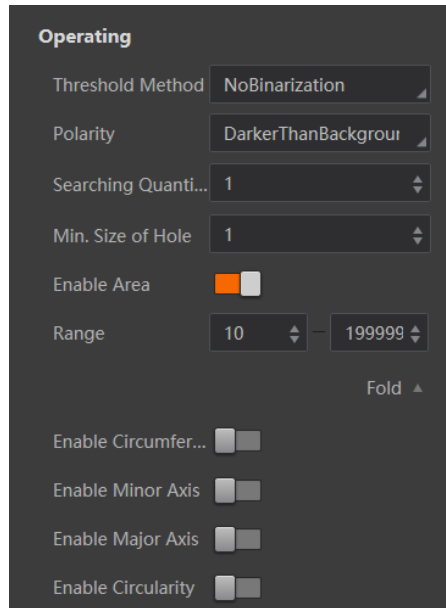 Operating
Threshold Method NoBinarization
Polarity DarkerThanBackgrour
Searching Quanti... 1
Min. Size of Hole 1
Enable Area
Range 10 – 199999
Fold
Enable Circumfer...
Enable Minor Axis
Enable Major Axis
Enable Circularity